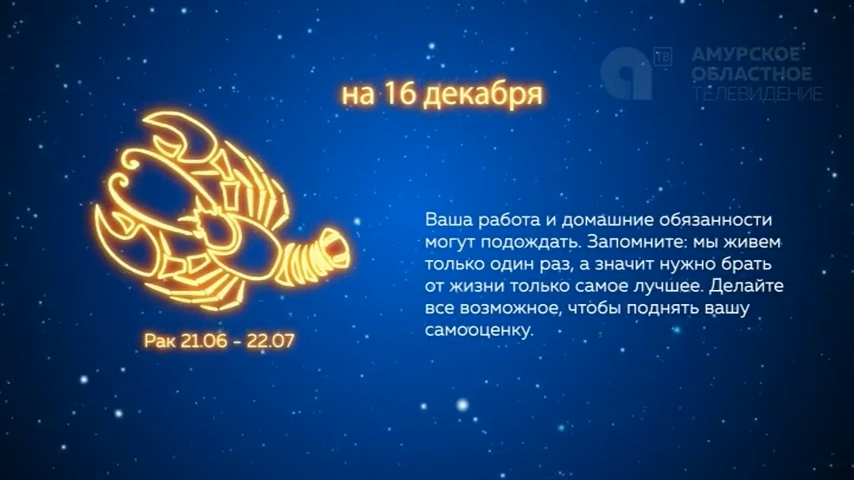 18
АМУРСКОЕ
ОБЛАСТНОЕ
ТЕЛЕВИДЕНИЕ
на 16 декабря
Ваша работа и домашние обязанности
могут подождать. Запомните: мы живем
только один раз, а значит нужно брать
от жизни только самое лучшее. Делайте
все возможное, чтобы поднять вашу
самооценку.
Рак 21.06 - 22.07